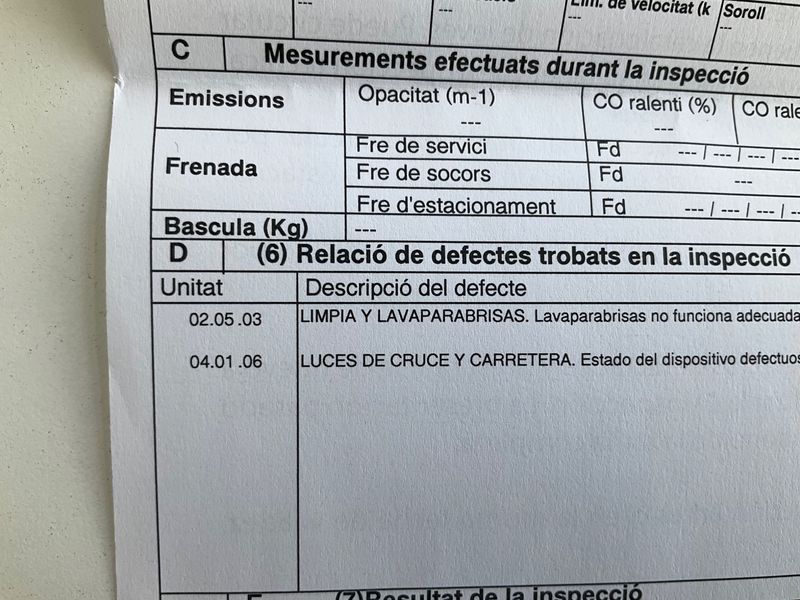 ---
---
Lím. de velocitat (k
---
Soroll
---
C Mesurements efectuats durant la inspecció
Emissions
Opacitat (m-1)
---
CO ralenti (%)
---
CO rale
Frenada
Fre de servici Fd --- / --- / --- / ---
Fre de socors Fd ---
Fre d'estacionament Fd --- / --- / --- / --
Bascula (Kg) ---
D (6) Relació de defectes trobats en la inspecció
Unitat Descripció del defecte
02.05.03 LIMPIA Y LAVAPARABRISAS. Lavaparabrisas no funciona adecuada
04.01.06 LUCES DE CRUCE Y CARRETERA. Estado del dispositivo defectuos
E (7)Resultat de la inspecció